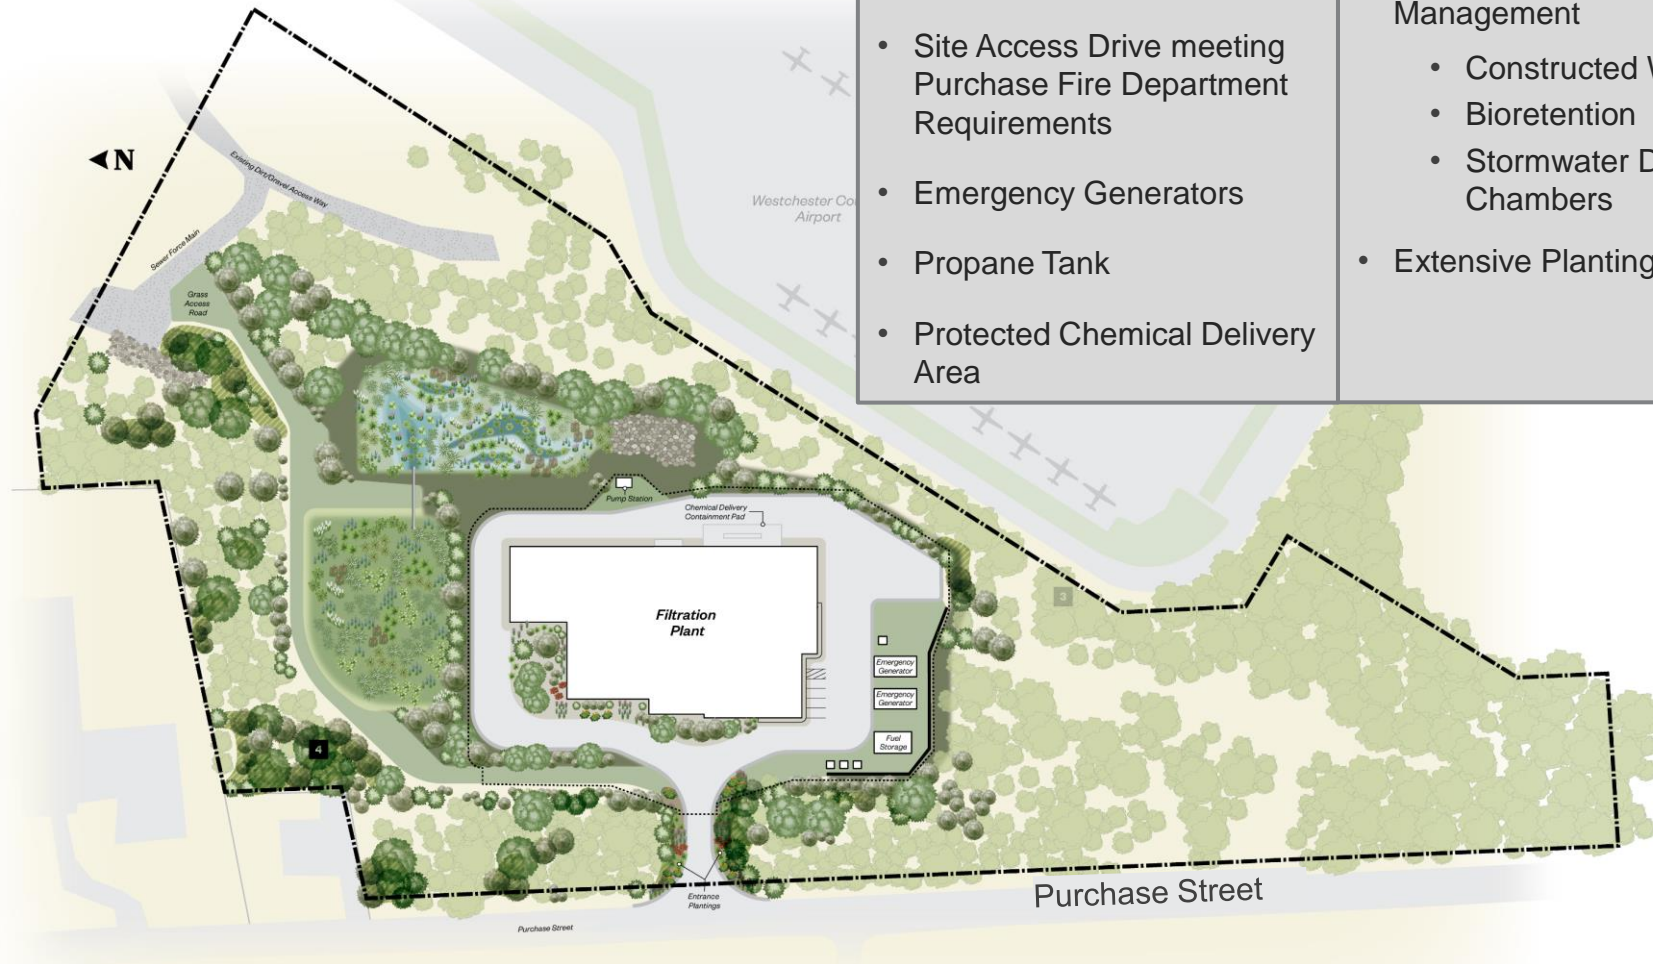 Management
• Site Access Drive meeting
Purchase Fire Department
Requirements
• Emergency Generators
• Propane Tank
• Protected Chemical Delivery
Area
• Constructed
• Bioretention
• Stormwater
Chambers
• Extensive Planting
N
Existing Dirt/Gravel Access Way
Sewer Force Main
Grass
Access
Road
Westchester
Airport
Pump Station
Chemical Delivery
Containment Pad
Filtration
Plant
3
Emergency
Generator
Emergency
Generator
Fuel
Storage
4
Entrance
Plantings
Purchase Street
Purchase Street